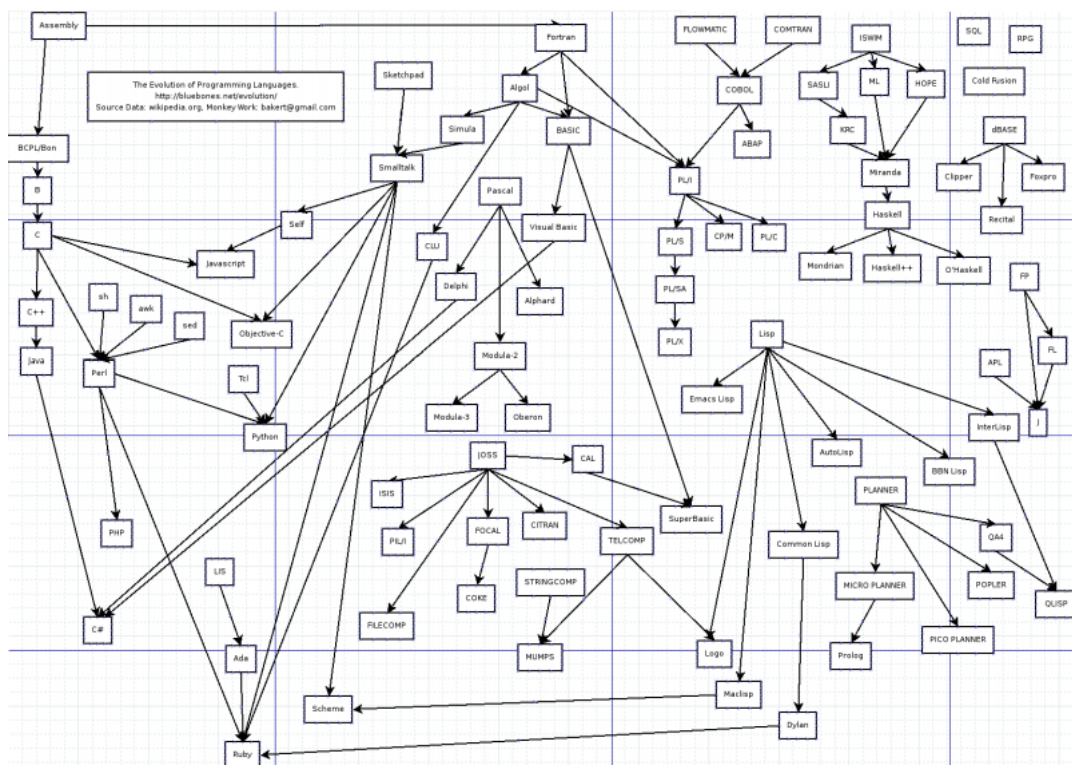 Assembly
Fortran
FLOWMATIC
COMTRAN
ISWIM
SQL
RPG
Sketchpad
The Evolution of Programming Languages.
http://bluebones.net/evolution/
Source Data: wikipedia.org, Monkey Work: bakert@gmail.com
Algol
COBOL
SASLI
ML
HOPE
Cold Fusion
Simula
BASIC
KRC
dBASE
BCPL/Bon
ABAP
Smalltalk
Miranda
Clipper
Foxpro
B
Pascal
PL/I
Self
Visual Basic
Haskell
Recital
C
CLU
PL/S
CP/M
PL/C
Javascript
Mondrian
Haskell++
O'Haskell
Delphi
Alphard
PL/SA
FP
sh
awk
C++
sed
Objective-C
PL/X
Lisp
Java
Modula-2
APL
FL
Perl
Tcl
Emacs Lisp
Modula-3
Oberon
J
Python
InterLisp
JOSS
CAL
AutoLisp
BBN Lisp
ISIS
PLANNER
PHP
PIL/I
FOCAL
CITRAN
SuperBasic
TELCOMP
Common Lisp
QA4
LIS
STRINGCOMP
MICRO PLANNER
POPLER
COKE
QLISP
C#
FILECOMP
PICO PLANNER
Ada
MUMPS
Logo
Prolog
Scheme
Maclisp
Dylan
Ruby